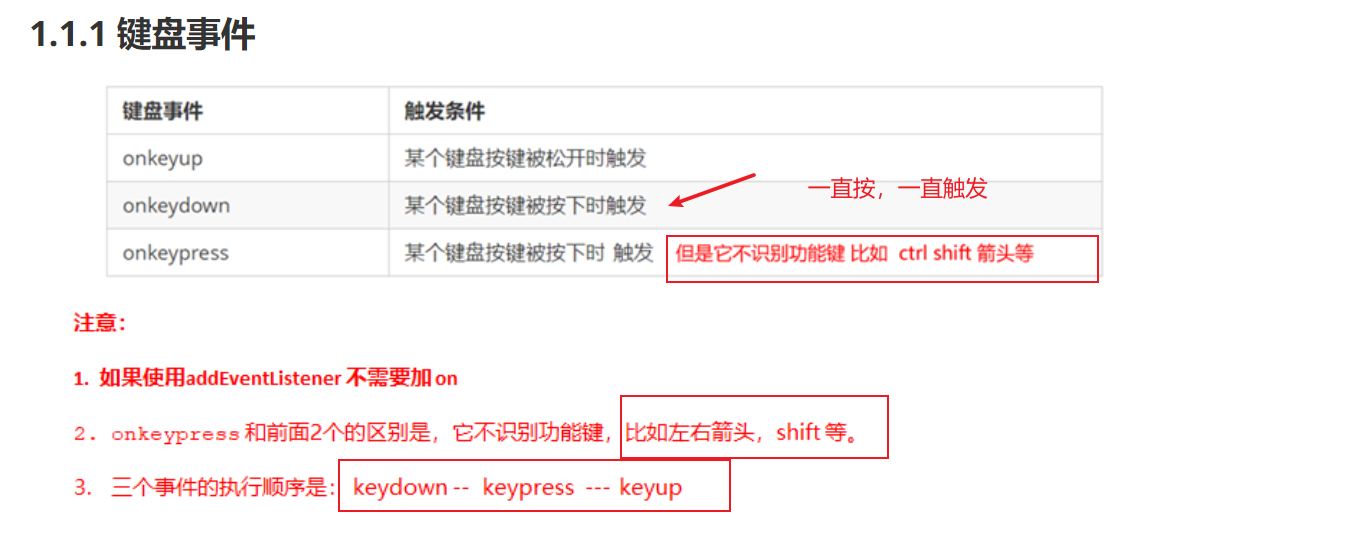 1.1.1 键盘事件
键盘事件 触发条件
onkeyup 某个键盘按键被松开时触发
onkeydown 某个键盘按键被按下时触发 一直按，一直触发
onkeypress 某个键盘按键被按下时 触发 但是它不识别功能键 比如 ctrl shift 箭头等
注意：
1. 如果使用addEventListener 不需要加 on
2. onkeypress 和前面2个的区别是，它不识别功能键，比如左右箭头，shift 等。
3. 三个事件的执行顺序是： keydown -- keypress --- keyup